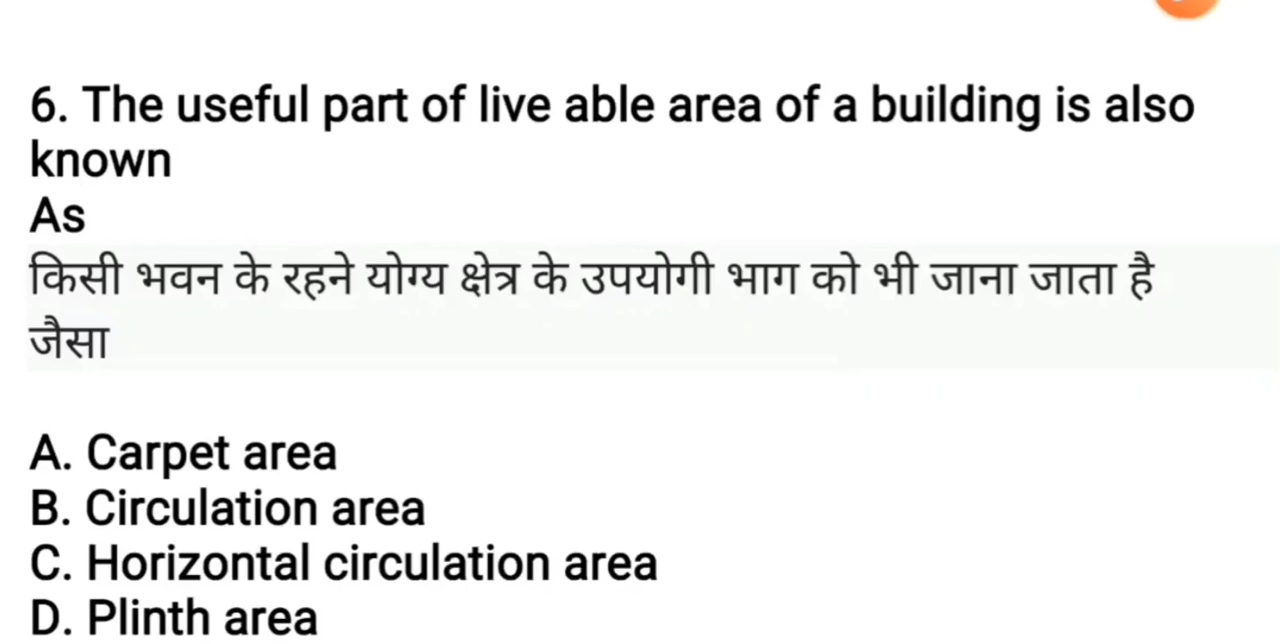 6. The useful part of live able area of a building is also
known
As
किसी भवन के रहने योग्य क्षेत्र के उपयोगी भाग को भी जाना जाता है
जैसा
A. Carpet area
B. Circulation area
C. Horizontal circulation area
D. Plinth area